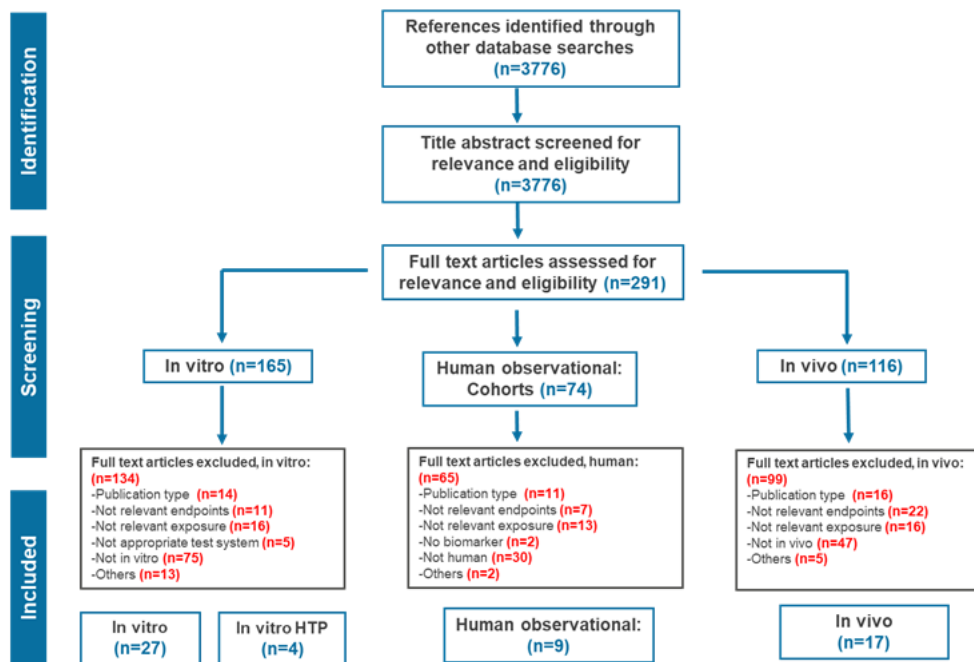 Identification
References identified through
other database searches
(n=3776)
Title abstract screened for
relevance and eligibility
(n=3776)
Screening
Full text articles assessed for
relevance and eligibility (n=291)
In vitro (n=165)
Human observational:
Cohorts (n=74)
In vivo (n=116)
Included
Full text articles excluded, in vitro:
(n=134)
-Publication type (n=14)
-Not relevant endpoints (n=11)
-Not relevant exposure (n=16)
-Not appropriate test system (n=5)
-Not in vitro (n=75)
-Others (n=13)
Full text articles excluded, human:
(n=65)
-Publication type (n=11)
-Not relevant endpoints (n=7)
-Not relevant exposure (n=13)
-No biomarker (n=2)
-Not human (n=30)
-Others (n=2)
Full text articles excluded, in vivo:
(n=99)
-Publication type (n=16)
-Not relevant endpoints (n=22)
-Not relevant exposure (n=16)
-Not in vivo (n=47)
-Others (n=5)
In vitro
(n=27)
In vitro HTP
(n=4)
Human observational:
(n=9)
In vivo
(n=17)